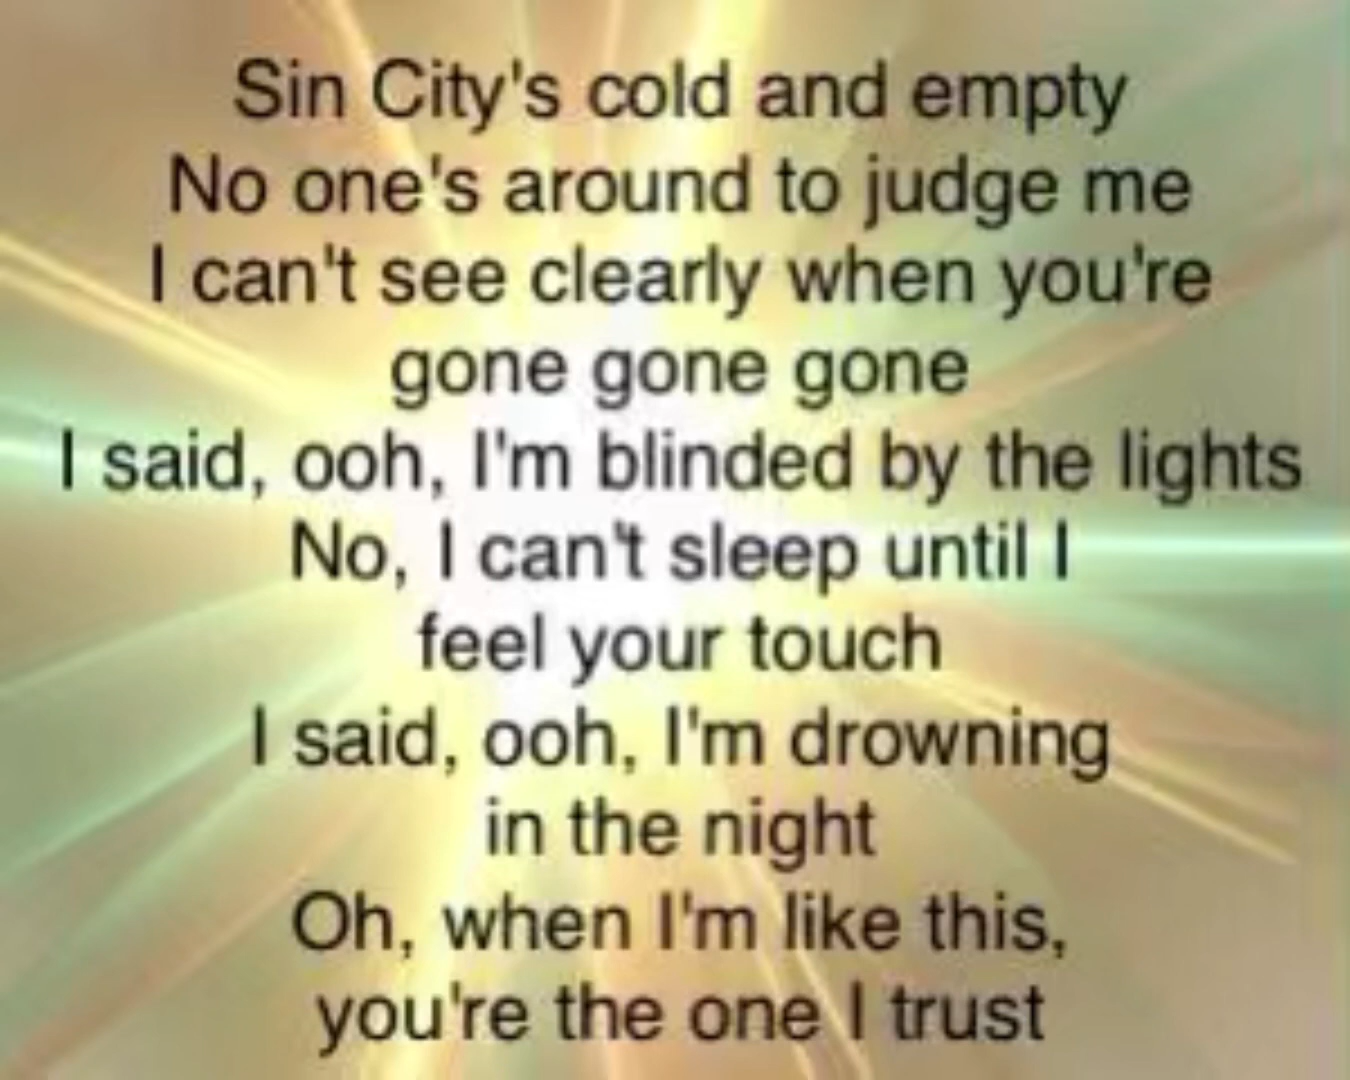 Sin City's cold and empty
No one's around to judge me
I can't see clearly when you're
gone gone gone
I said, ooh, I'm blinded by the lights
No, I can't sleep until I
feel your touch
I said, ooh, I'm drowning
in the night
Oh, when I'm like this,
you're the one I trust